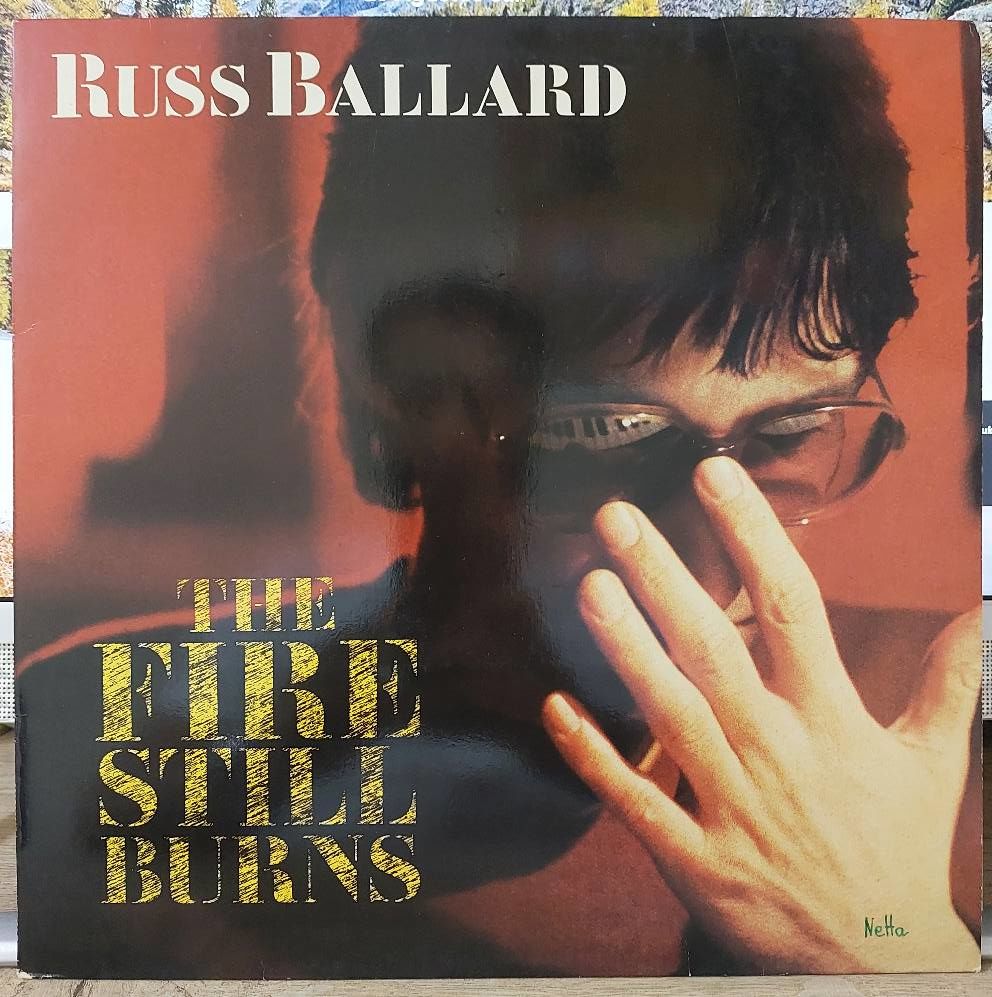 RUSS BALLARD
THE
FIRE
STILL
BURNS
Netta